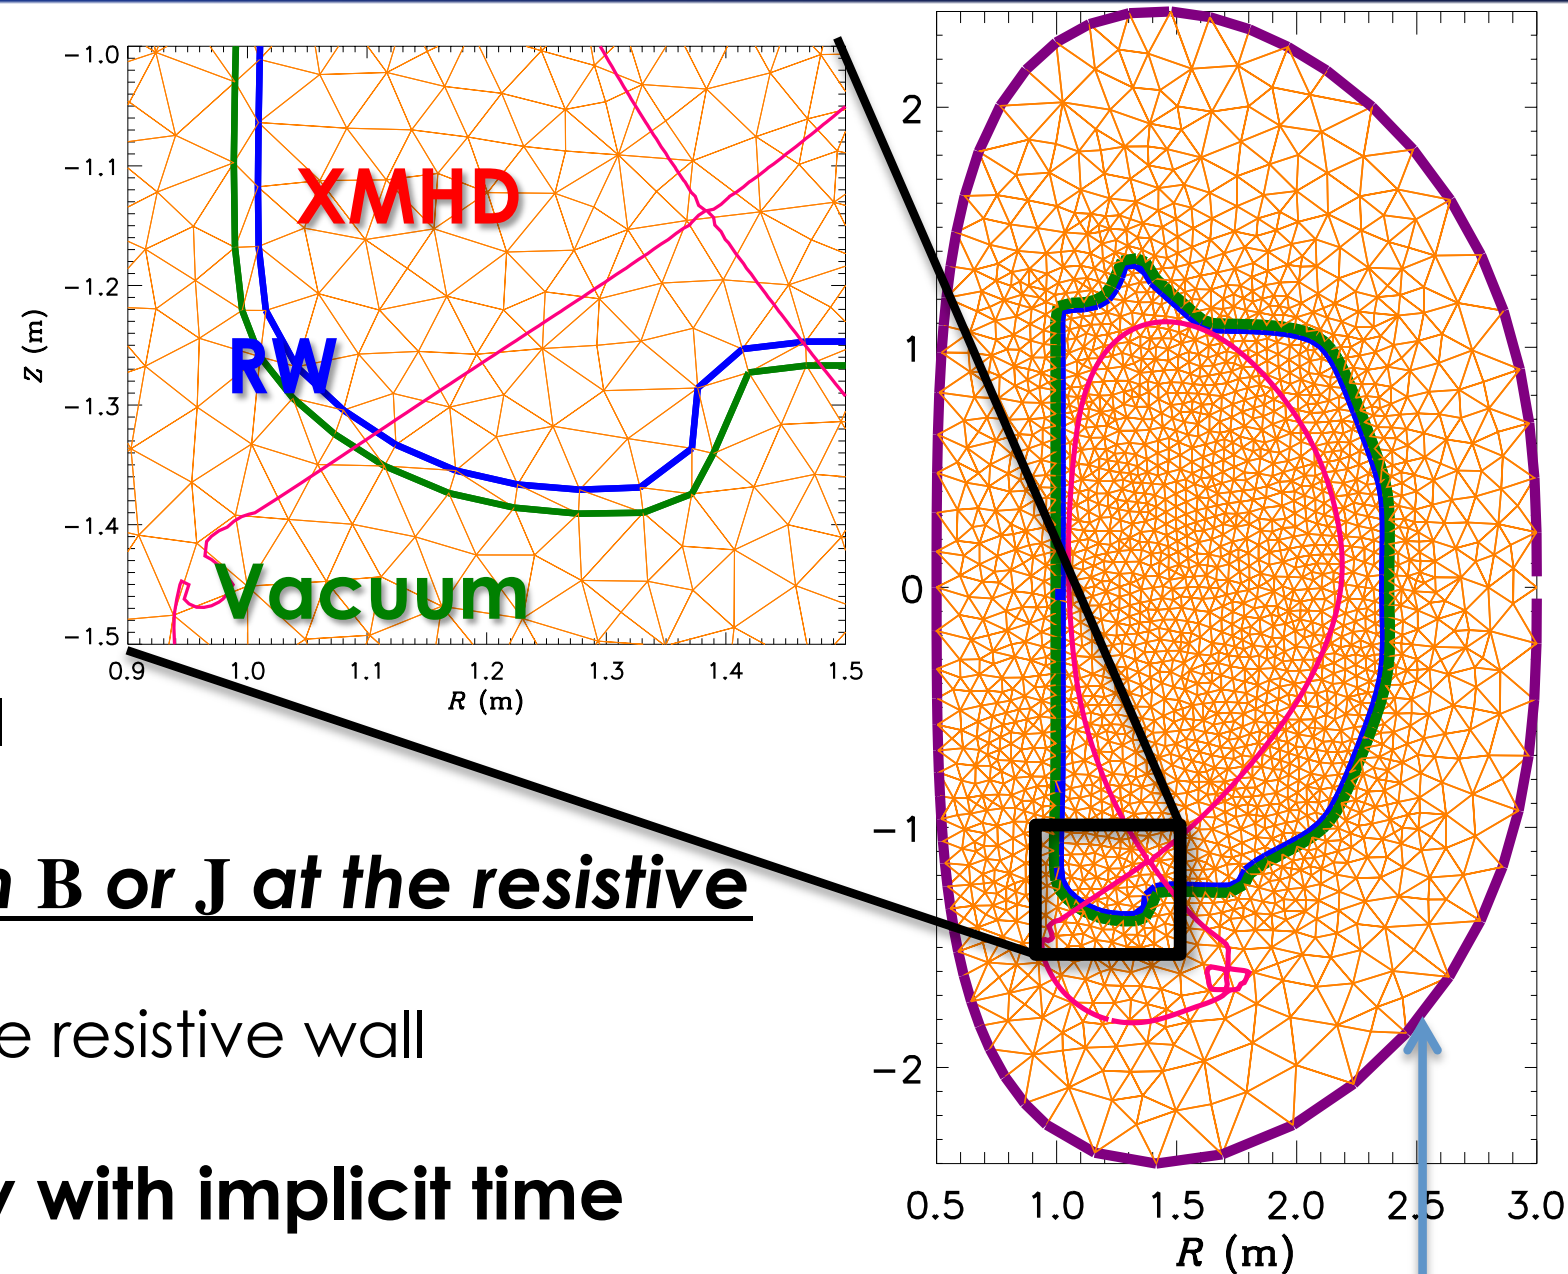 −1.0
−1.1
−1.2
−1.3
−1.4
−1.5
Z (m)
XMHD
RW
Vacuum
0.9 1.0 1.1 1.2 1.3 1.4 1.5
R (m)
2
1
0
−1
−2
0.5 1.0 1.5 2.0 2.5 3.0
R (m)
B or J at the resistive
resistive wall
with implicit time